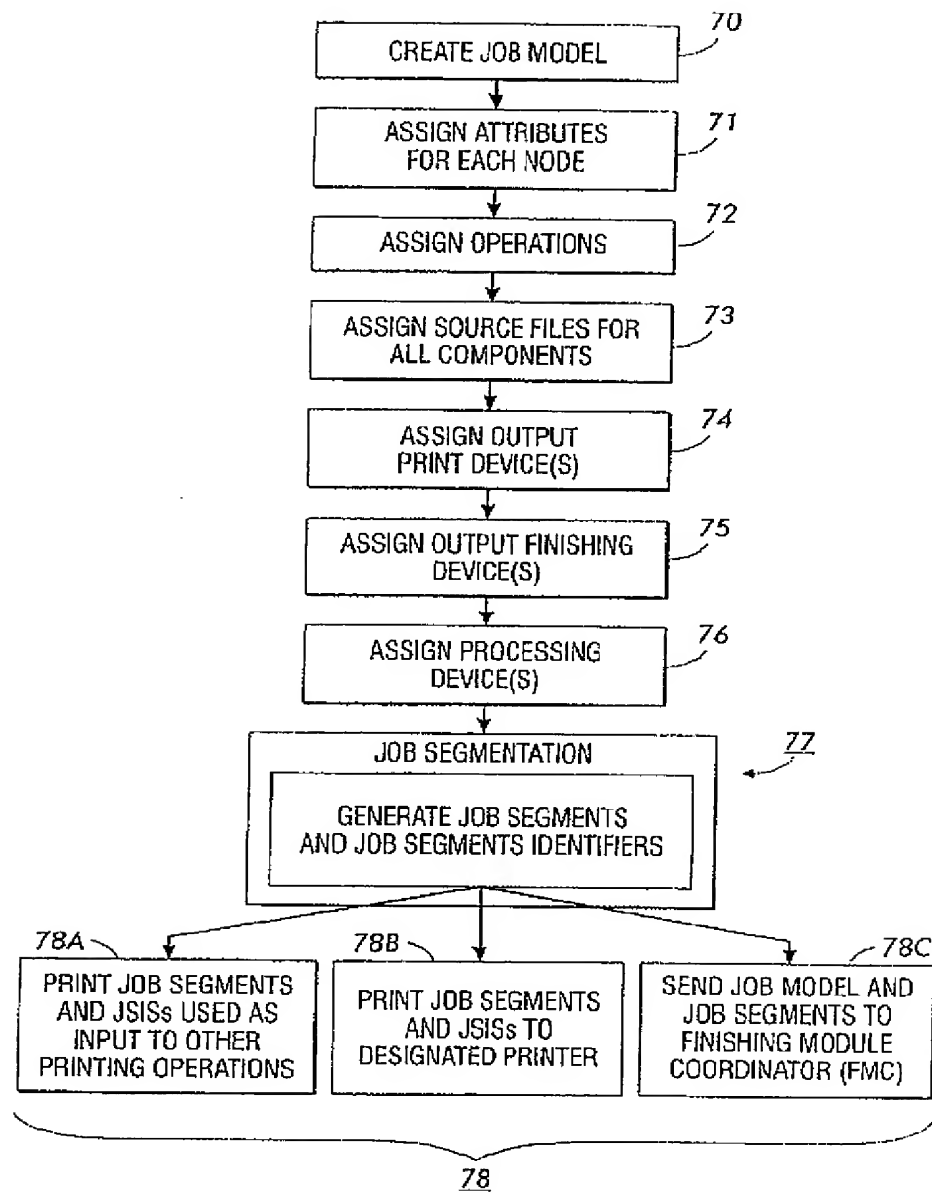 70
CREATE JOB MODEL
71
ASSIGN ATTRIBUTES
FOR EACH NODE
72
ASSIGN OPERATIONS
73
ASSIGN SOURCE FILES FOR
ALL COMPONENTS
74
ASSIGN OUTPUT
PRINT DEVICE(S)
75
ASSIGN OUTPUT FINISHING
DEVICE(S)
76
ASSIGN PROCESSING
DEVICE(S)
77
JOB SEGMENTATION
GENERATE JOB SEGMENTS
AND JOB SEGMENTS IDENTIFIERS
78A
PRINT JOB SEGMENTS
AND JSISs USED AS
INPUT TO OTHER
PRINTING OPERATIONS
78B
PRINT JOB SEGMENTS
AND JSISs TO
DESIGNATED PRINTER
78C
SEND JOB MODEL AND
JOB SEGMENTS TO
FINISHING MODULE
COORDINATOR (FMC)
78